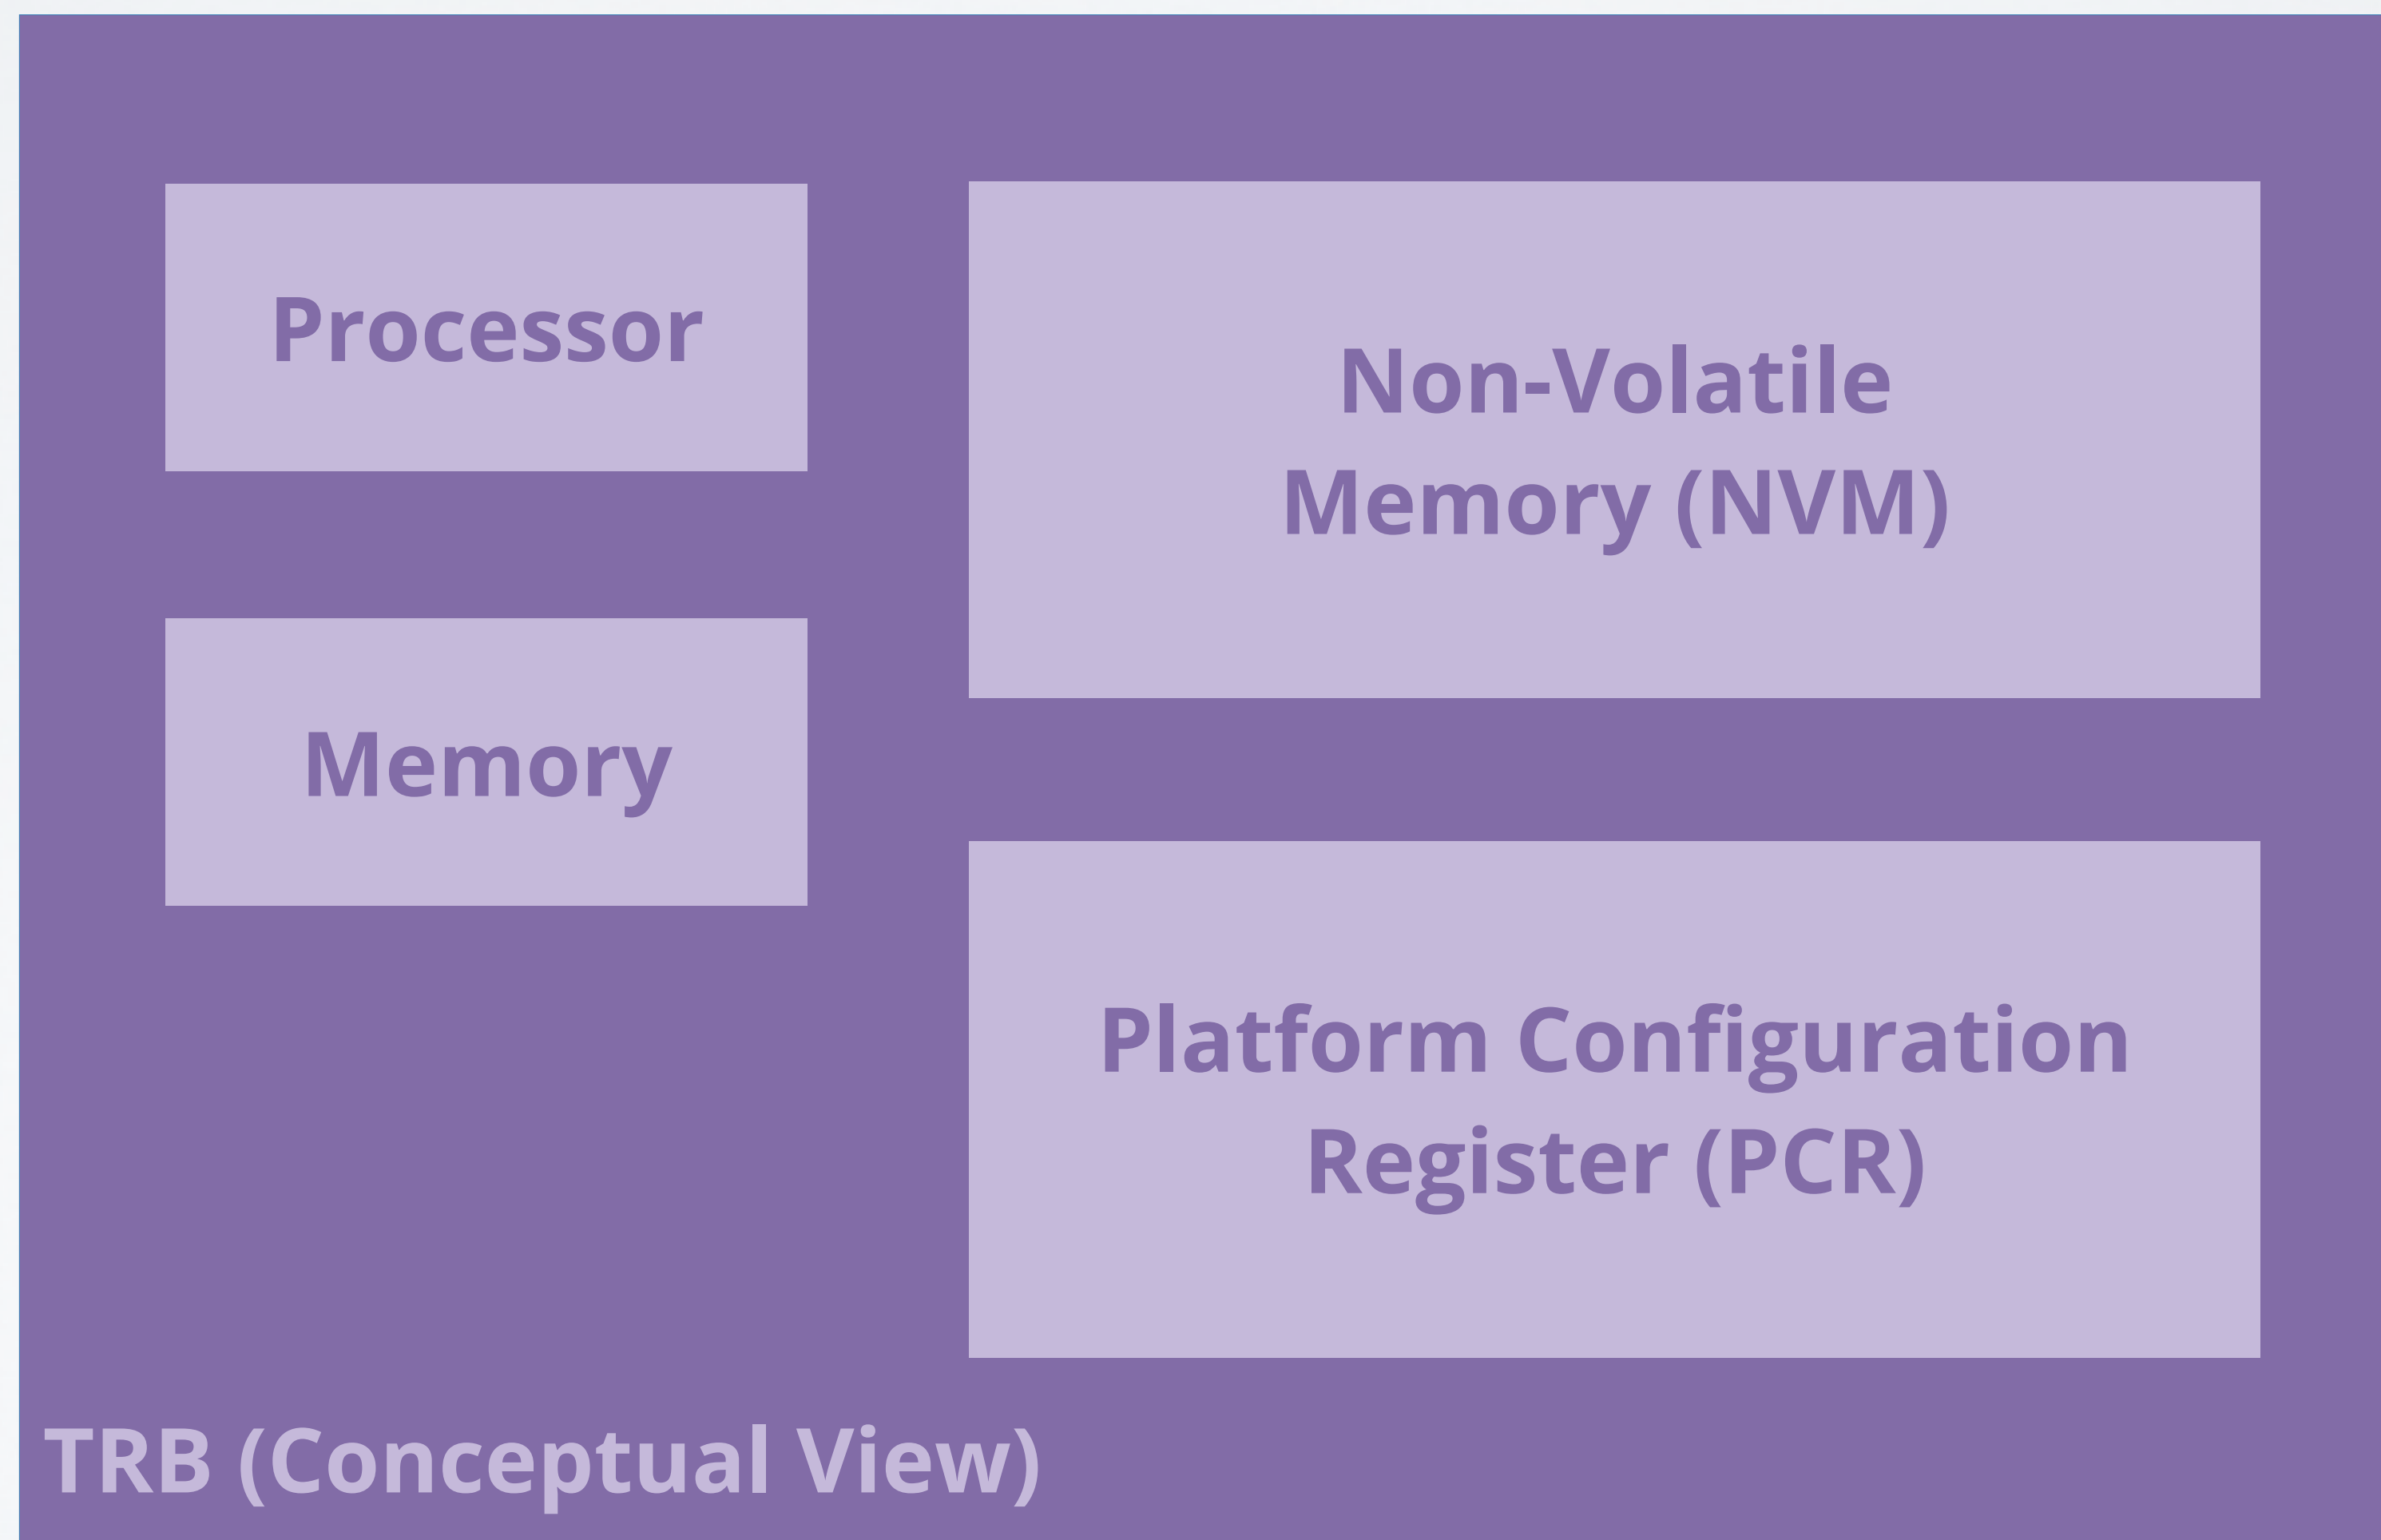 Processor
Non-Volatile
Memory (NVM)
Memory
Platform Configuration
Register (PCR)
TRB (Conceptual View)